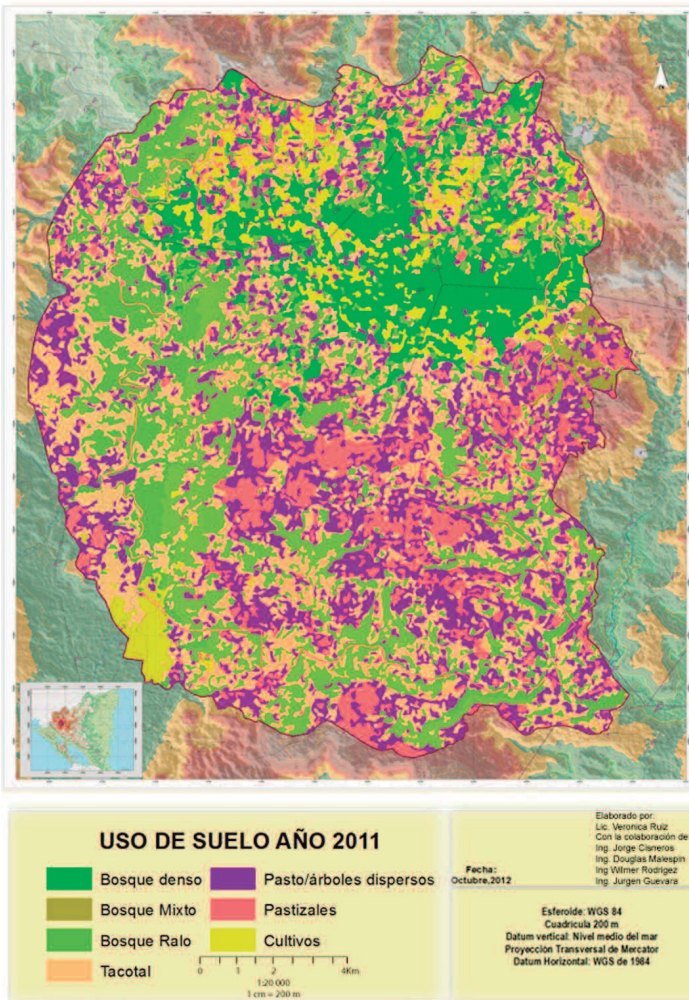 USO DE SUELO AÑO 2011
Bosque denso
Pasto/árboles dispersos
Bosque Mixto
Pastizales
Bosque Ralo
Cultivos
Tacotal
0 1 2 4Km.
1:20 000
1 cm = 200 m
Fecha:
Octubre,2012
Elaborado por:
Lic. Veronica Ruiz
Con la colaboración de
Ing. Jorge Cisneros
Ing. Douglas Malespin
Ing Wilmer Rodrigez
Ing. Jurgen Guevara
Esferoide: WGS 84
Cuadricula 200 m
Datum vertical: Nivel medio del mar
Proyección Transversal de Mercator
Datum Horizontal: WGS de 1984